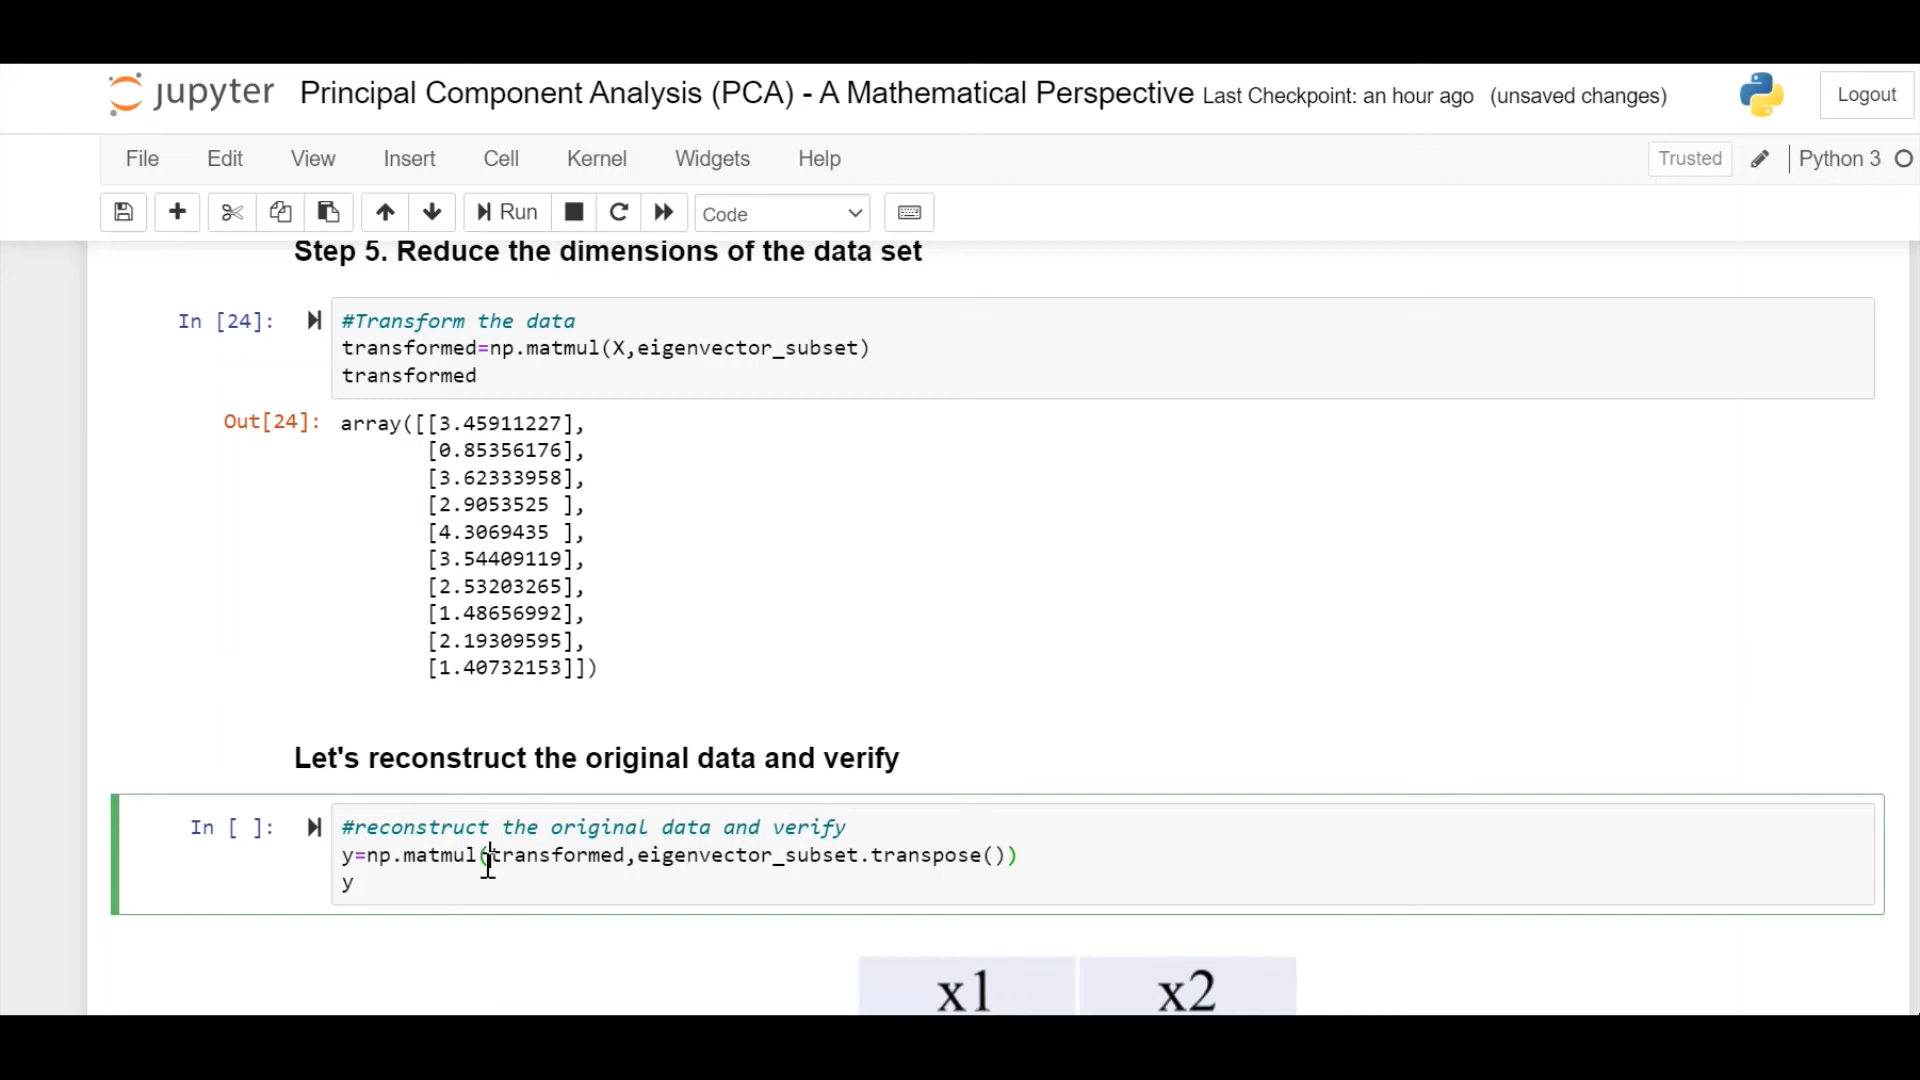 jupyter Principal Component Analysis (PCA) - A Mathematical Perspective Last Checkpoint: an hour ago (unsaved changes) Logout
File Edit View Insert Cell Kernel Widgets Help Trusted Python 3
Run Code
Step 5. Reduce the dimensions of the data set
In [24]: #Transform the data
transformed=np.matmul(X,eigenvector_subset)
transformed
Out[24]: array([[3.45911227],
[0.85356176],
[3.62333958],
[2.9053525 ],
[4.3069435 ],
[3.54409119],
[2.53203265],
[1.48656992],
[2.19309595],
[1.40732153]])
Let's reconstruct the original data and verify
In [ ]: #reconstruct the original data and verify
y=np.matmul(transformed,eigenvector_subset.transpose())
y
x1 x2